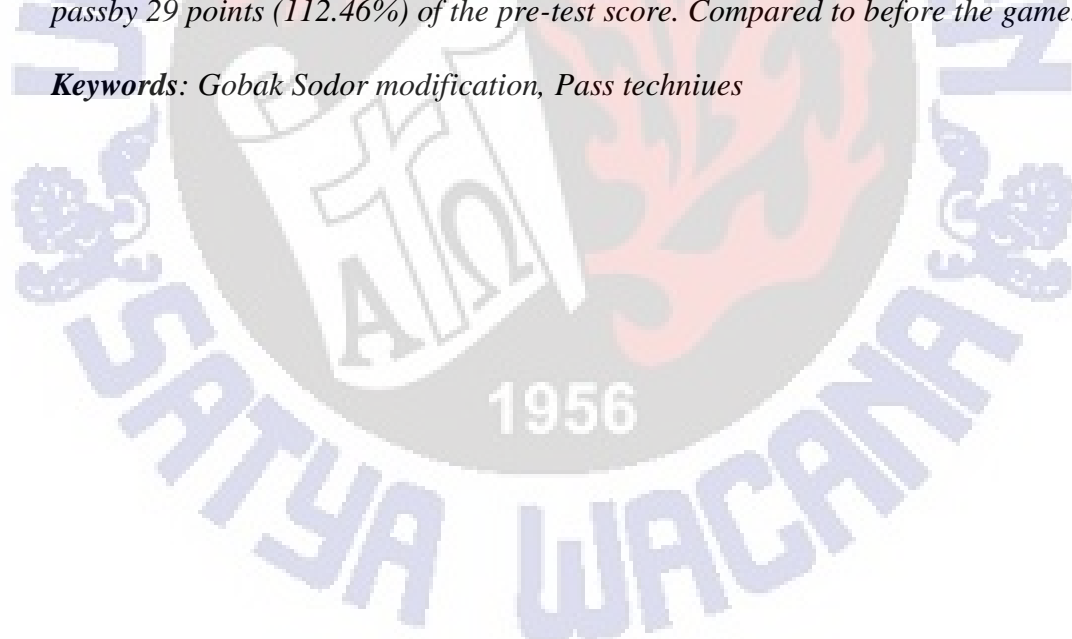 passby 29 points (112.46%) of the pre-test score. Compared to before the game.
Keywords: Gobak Sodor modification, Pass techniues
ΑΩ
1956
SATYA WACANA